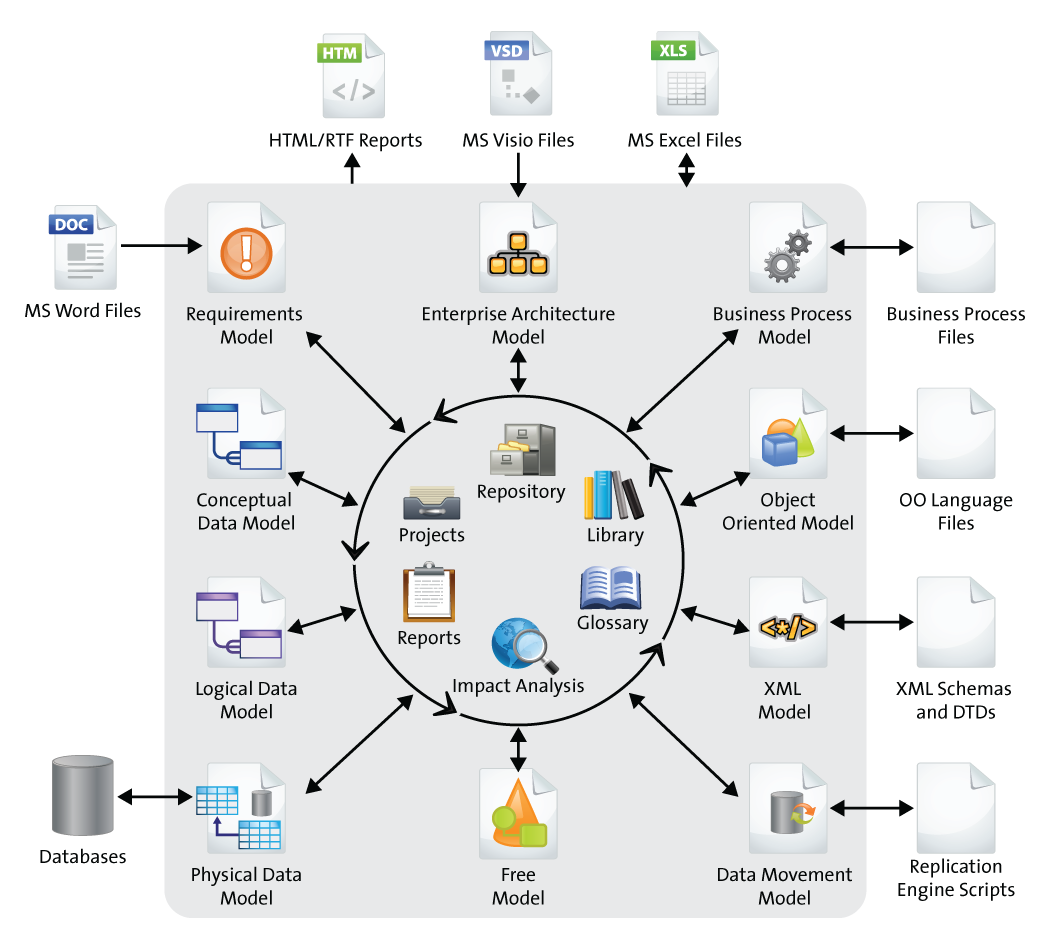 HTM
VSD
XLS
HTML/RTF Reports
MS Visio Files
MS Excel Files
DOC
MS Word Files
Requirements
Model
Enterprise Architecture
Model
Business Process
Model
Business Process
Files
Repository
Projects
Library
Conceptual
Data Model
Object
Oriented Model
OO Language
Files
Reports
Glossary
Impact Analysis
Logical Data
Model
<*/>
XML
Model
XML Schemas
and DTDs
Databases
Physical Data
Model
Free
Model
Data Movement
Model
Replication
Engine Scripts